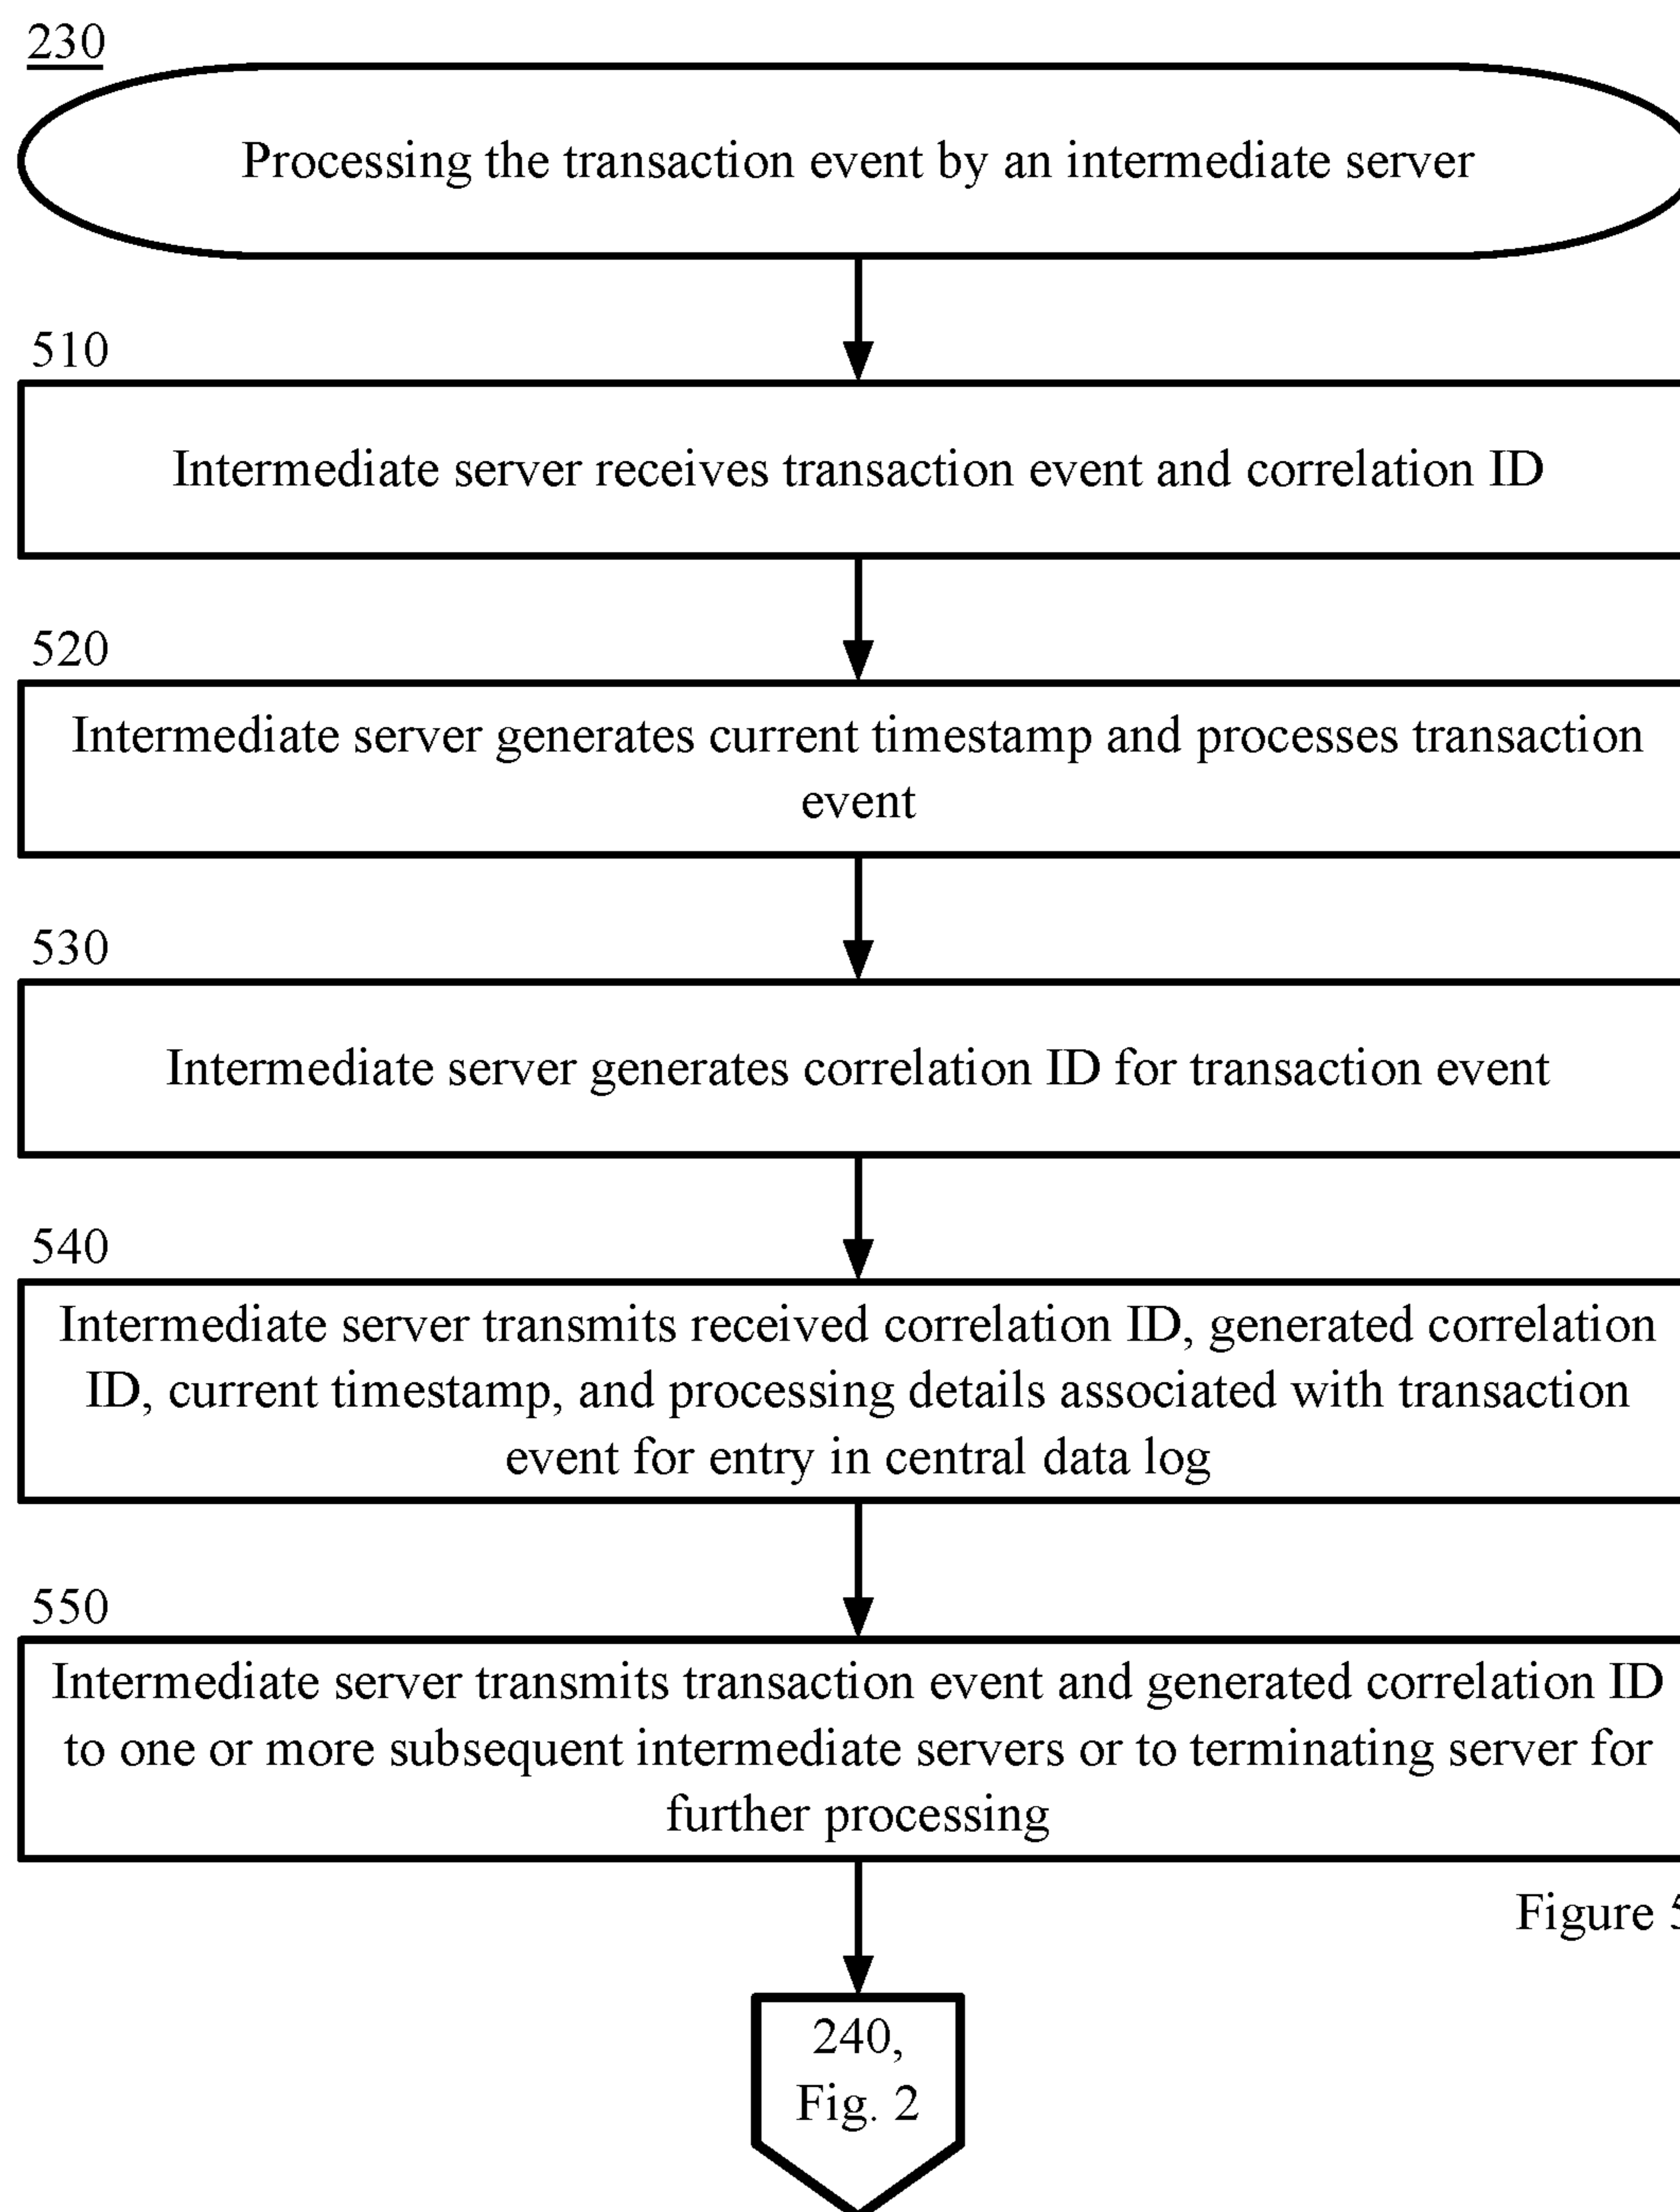 230
Processing the transaction event by an intermediate server
510
Intermediate server receives transaction event and correlation ID
520
Intermediate server generates current timestamp and processes transaction
event
530
Intermediate server generates correlation ID for transaction event
540
Intermediate server transmits received correlation ID, generated correlation
ID, current timestamp, and processing details associated with transaction
event for entry in central data log
550
Intermediate server transmits transaction event and generated correlation ID
to one or more subsequent intermediate servers or to terminating server for
further processing
Figure 5
240,
Fig. 2